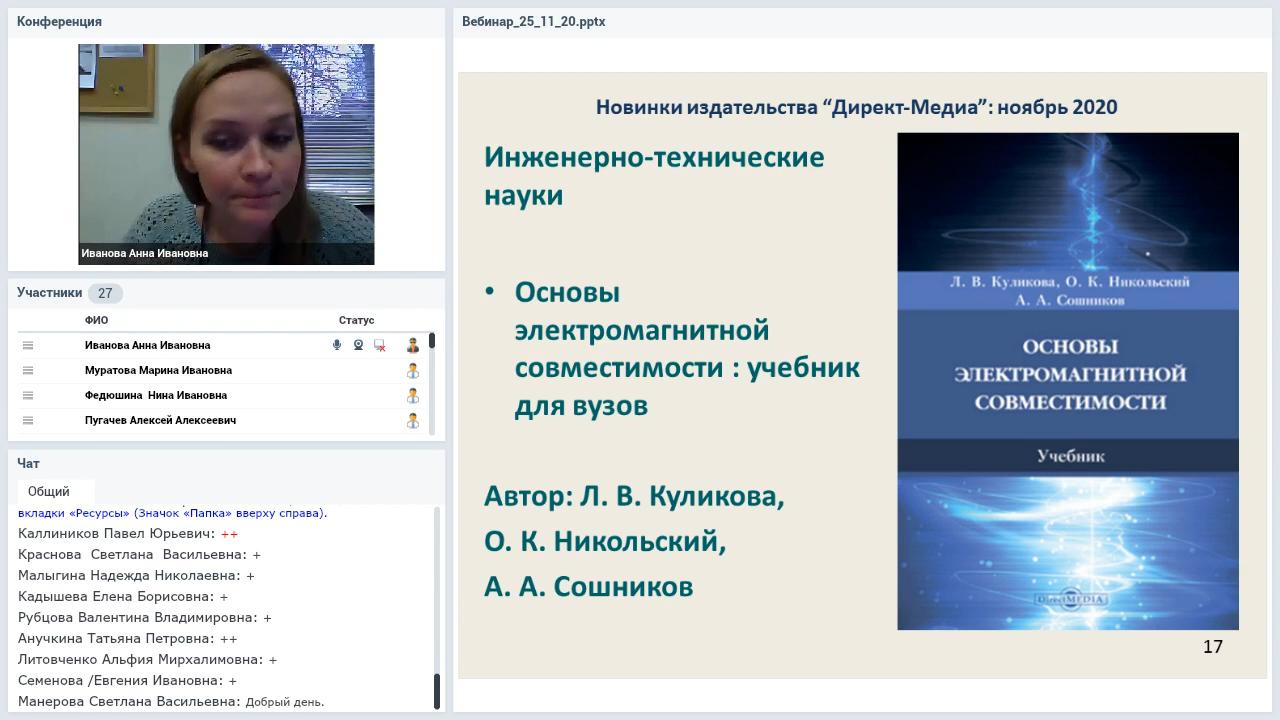 Конференция
Иванова Анна Ивановна
Участники 27
ФИО Статус
Иванова Анна Ивановна
Муратова Марина Ивановна
Федюшина Нина Ивановна
Пугачев Алексей Алексеевич
Чат
Общий
вкладки «Ресурсы» (Значок «Папка» вверху справа).
Каллиников Павел Юрьевич: ++
Краснова Светлана Васильевна: +
Малыгина Надежда Николаевна: +
Кадышева Елена Борисовна: +
Рубцова Валентина Владимировна: +
Анучкина Татьяна Петровна: ++
Литовченко Альфия Мирхалимовна: +
Семенова /Евгения Ивановна: +
Манерова Светлана Васильевна: Добрый день.
Вебинар_25_11_20.pptx
Новинки издательства “Директ-Медиа”: ноябрь 2020
Инженерно-технические
науки
• Основы
электромагнитной
совместимости : учебник
для вузов
Автор: Л. В. Куликова,
О. К. Никольский,
А. А. Сошников
Л. В. Куликова, О. К. Никольский
А. А. Сошников
ОСНОВЫ
ЭЛЕКТРОМАГНИТНОЙ
СОВМЕСТИМОСТИ
Учебник
DirectMEDIA
17